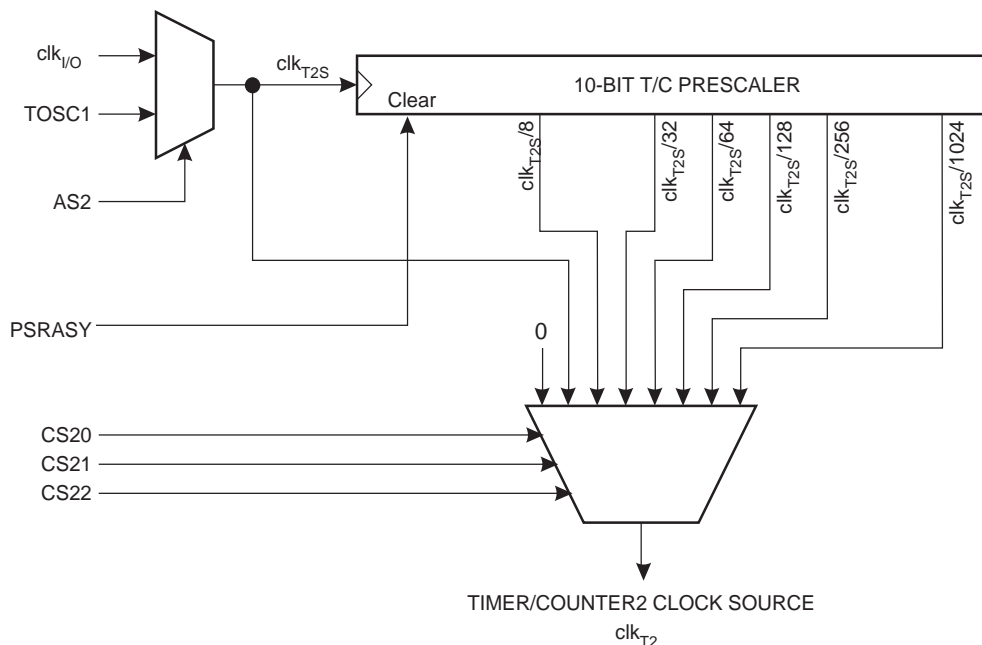 clkI/O
clkT2S
10-BIT T/C PRESCALER
TOSC1
Clear
clkT2S/8
clkT2S/32
clkT2S/64
clkT2S/128
clkT2S/256
clkT2S/1024
AS2
PSRASY
0
CS20
CS21
CS22
TIMER/COUNTER2 CLOCK SOURCE
clkT2